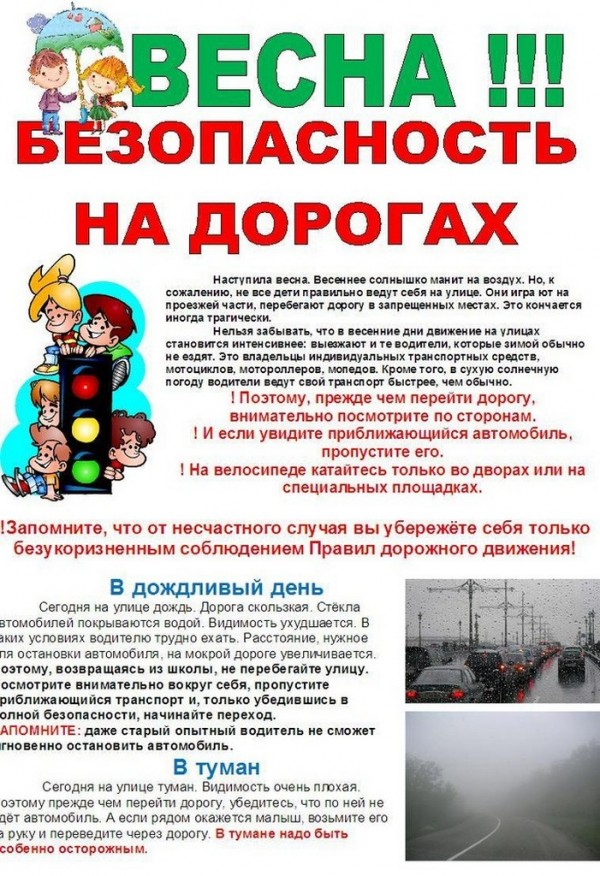 ВЕСНА !!!
БЕЗОПАСНОСТЬ
НА ДОРОГАХ
Наступила весна. Весеннее солнышко манит на воздух. Но, к
сожалению, не все дети правильно ведут себя на улице. Они игра ют на
проезжей части, перебегают дорогу в запрещенных местах. Это кончается
иногда трагически.
Нельзя забывать, что в весенние дни движение на улицах
становится интенсивнее: выезжают и те водители, которые зимой обычно
не ездят. Это владельцы индивидуальных транспортных средств,
мотоциклов, мотороллеров, мопедов. Кроме того, в сухую солнечную
погоду водители ведут свой транспорт быстрее, чем обычно.
! Поэтому, прежде чем перейти дорогу,
внимательно посмотрите по сторонам.
! И если увидите приближающийся автомобиль,
пропустите его.
! На велосипеде катайтесь только во дворах или на
специальных площадках.
!Запомните, что от несчастного случая вы убережёте себя только
безукоризненным соблюдением Правил дорожного движения!
В дождливый день
Сегодня на улице дождь. Дорога скользкая. Стёкла
втомобилей покрываются водой. Видимость ухудшается. В
аких условиях водителю трудно ехать. Расстояние, нужное
ля остановки автомобиля, на мокрой дороге увеличивается.
оэтому, возвращаясь из школы, не перебегайте улицу.
осмотрите внимательно вокруг себя, пропустите
риближающийся транспорт и, только убедившись в
олной безопасности, начинайте переход.
АПОМНИТЕ: даже старый опытный водитель не сможет
гновенно остановить автомобиль.
В туман
Сегодня на улице туман. Видимость очень плохая.
оэтому прежде чем перейти дорогу, убедитесь, что по ней не
дёт автомобиль. А если рядом окажется малыш, возьмите его
а руку и переведите через дорогу. В тумане надо быть
собенно осторожным.